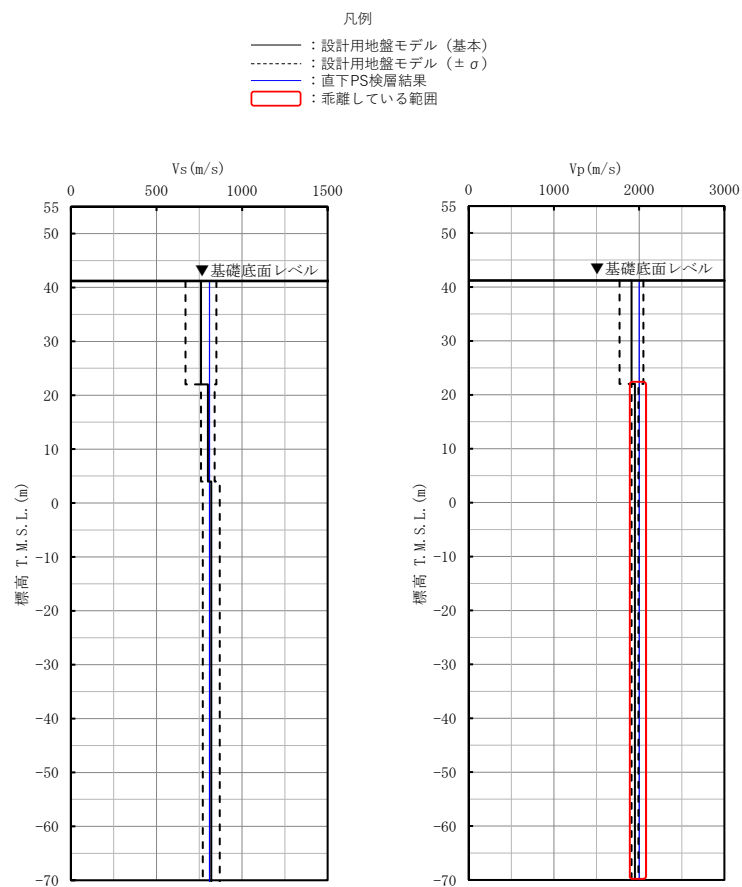 凡例
：設計用地盤モデル（基本）
：設計用地盤モデル（±σ）
：直下PS検層結果
：乖離している範囲
Vs(m/s)
0 500 1000 1500
55
50
40
30
20
10
0
-10
-20
-30
-40
-50
-60
-70
標高 T.M.S.L.(m)
▼基礎底面レベル
Vp(m/s)
0 1000 2000 3000
55
50
40
30
20
10
0
-10
-20
-30
-40
-50
-60
-70
標高 T.M.S.L.(m)
▼基礎底面レベル